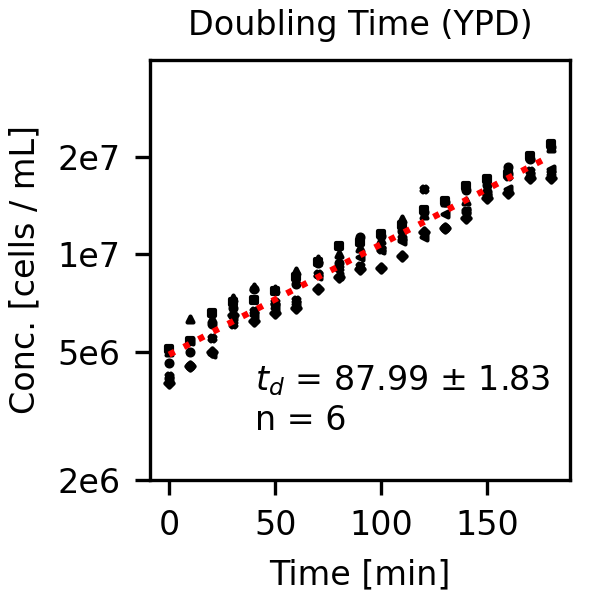 Doubling Time (YPD)
Conc. [cells / mL]
2e7
1e7
5e6
2e6
t_d = 87.99 ± 1.83
n = 6
0 50 100 150
Time [min]